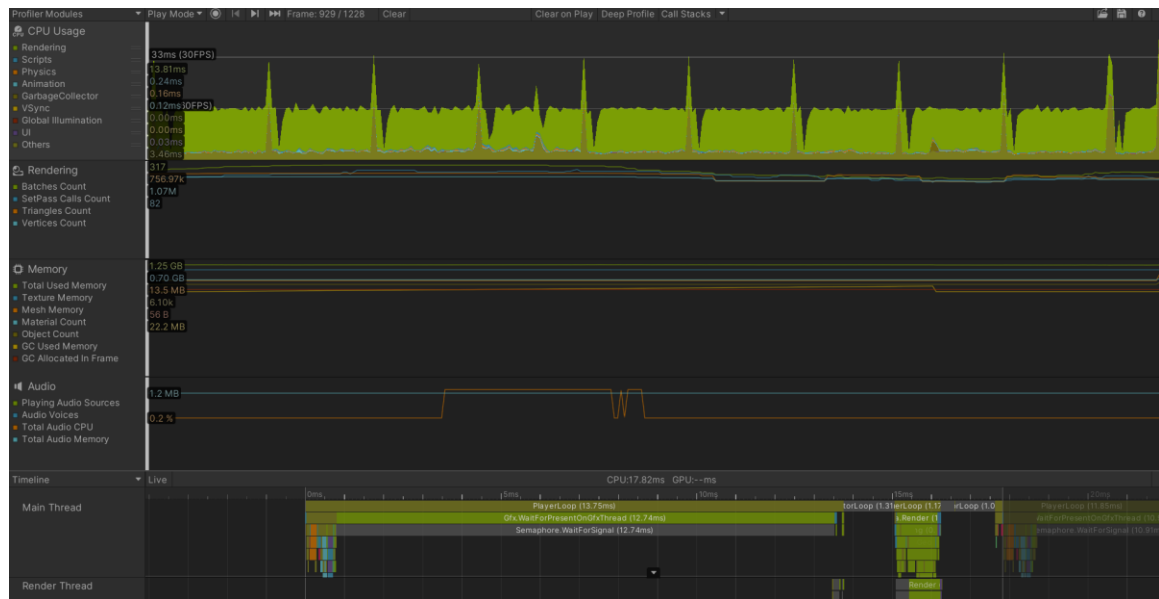 Profiler Modules Play Mode Frame: 929 / 1228 Clear Clear on Play Deep Profile Call Stacks
CPU Usage
Rendering
Scripts
Physics
Animation
GarbageCollector
VSync
Global Illumination
UI
Others
33ms (30FPS)
13.81ms
0.24ms
0.16ms
0.12ms
0.00ms
0.00ms
0.03ms
3.46ms
Rendering
Batches Count
SetPass Calls Count
Triangles Count
Vertices Count
317
756.97k
1.07M
82
Memory
Total Used Memory
Texture Memory
Mesh Memory
Material Count
Object Count
GC Used Memory
GC Allocated In Frame
1.25 GB
0.70 GB
13.5 MB
6.10k
56 B
22.2 MB
Audio
Playing Audio Sources
Audio Voices
Total Audio CPU
Total Audio Memory
1.2 MB
0.2 %
Timeline Live CPU:17.82ms GPU:--ms
0ms 5ms 10ms 15ms 20ms
Main Thread
PlayerLoop (13.75ms)
Gfx.WaitForPresentOnGfxThread (12.74ms)
Semaphore.WaitForSignal (12.74ms)
PlayerLoop (11.85ms)
Render Thread
Render